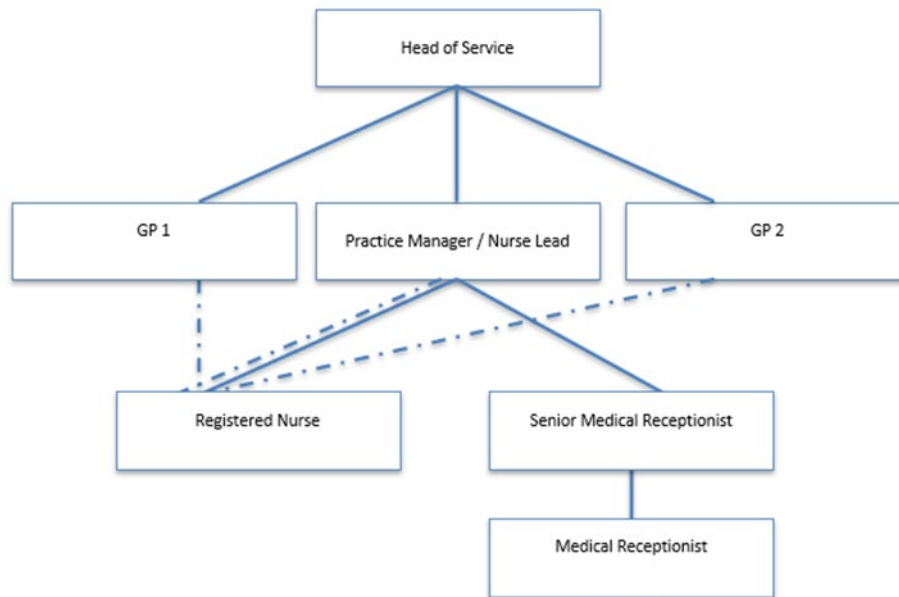 Head of Service
GP 1
Practice Manager / Nurse Lead
GP 2
Registered Nurse
Senior Medical Receptionist
Medical Receptionist